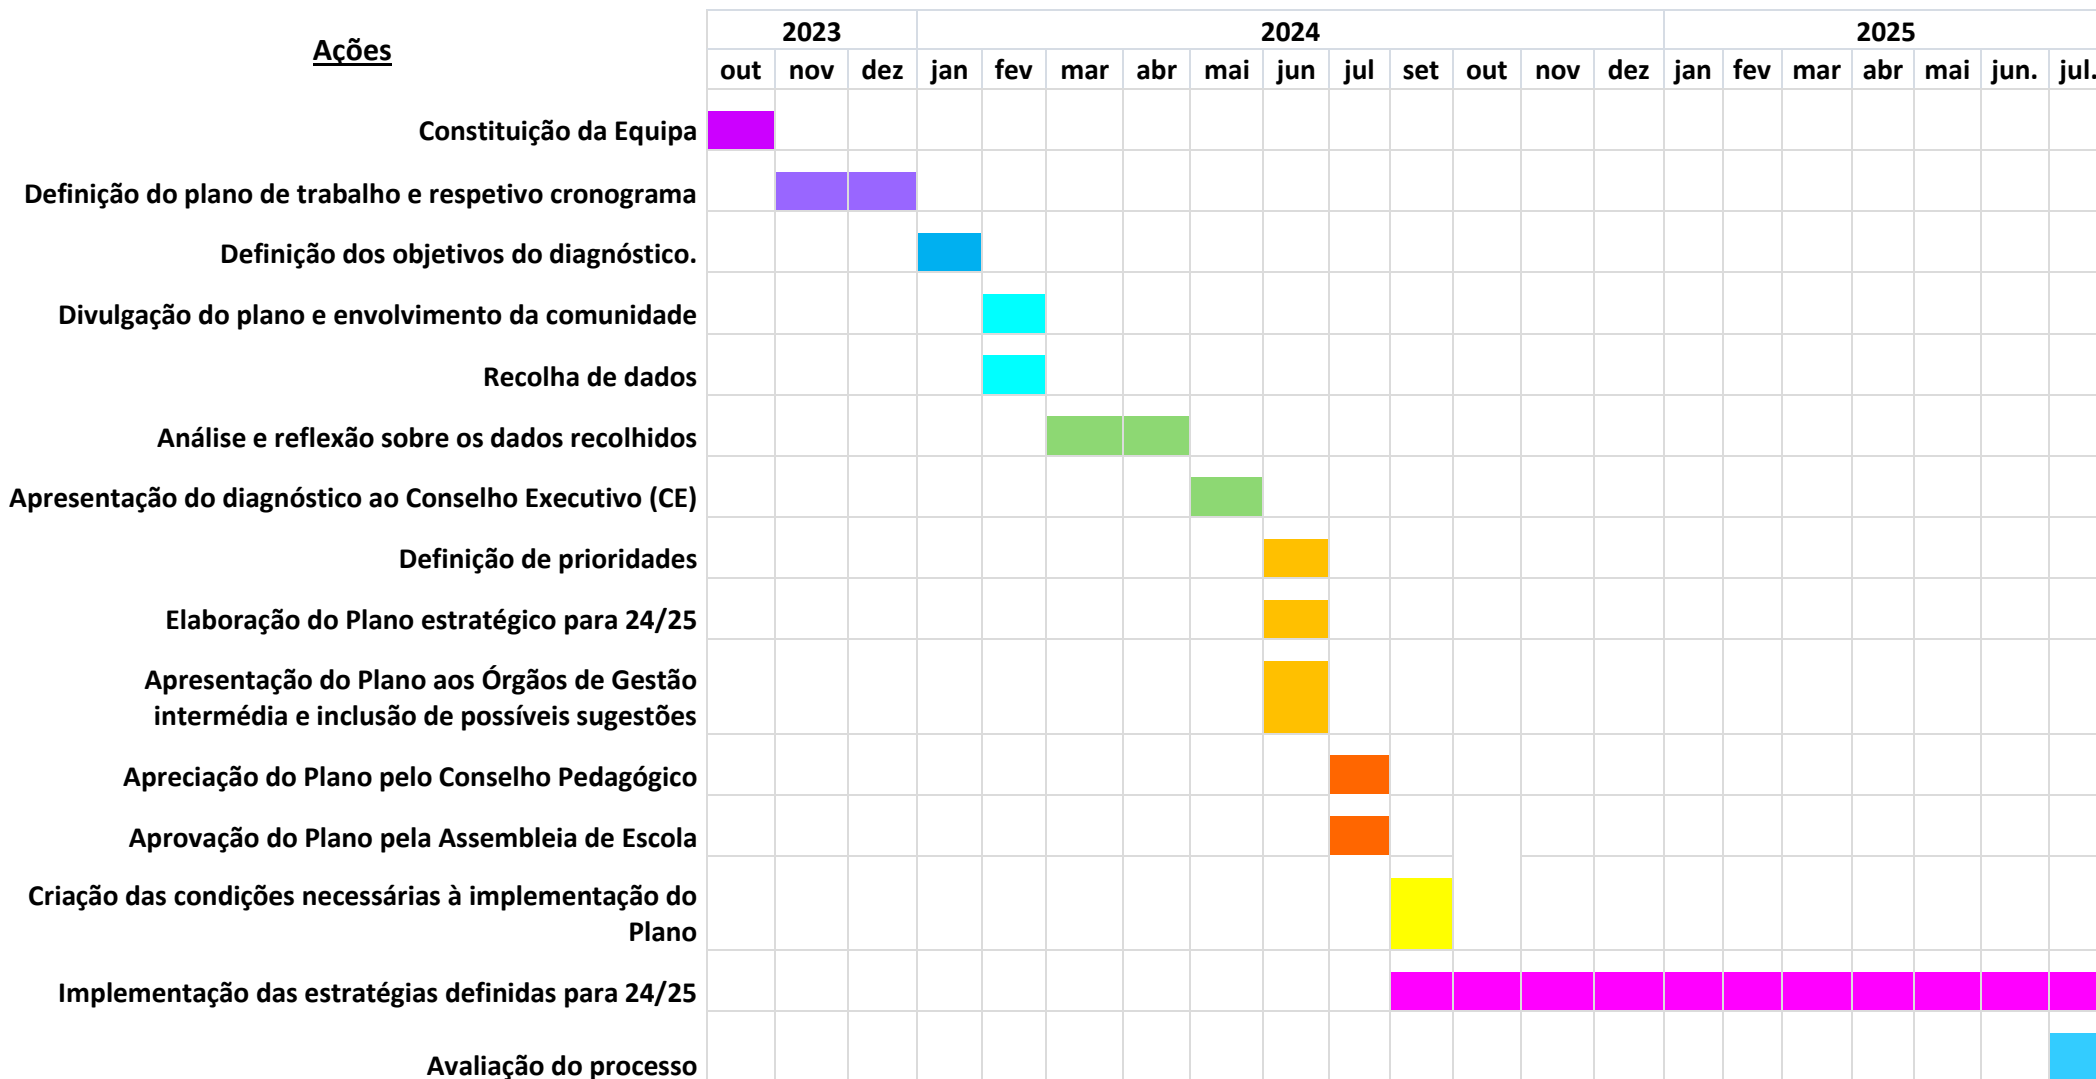 2023 2024 2025
Ações
out nov dez jan fev mar abr mai jun jul set out nov dez jan fev mar abr mai jun. jul.
Constituição da Equipa
Definição do plano de trabalho e respetivo cronograma
Definição dos objetivos do diagnóstico.
Divulgação do plano e envolvimento da comunidade
Recolha de dados
Análise e reflexão sobre os dados recolhidos
Apresentação do diagnóstico ao Conselho Executivo (CE)
Definição de prioridades
Elaboração do Plano estratégico para 24/25
Apresentação do Plano aos Órgãos de Gestão
intermédia e inclusão de possíveis sugestões
Apreciação do Plano pelo Conselho Pedagógico
Aprovação do Plano pela Assembleia de Escola
Criação das condições necessárias à implementação do
Plano
Implementação das estratégias definidas para 24/25
Avaliação do processo